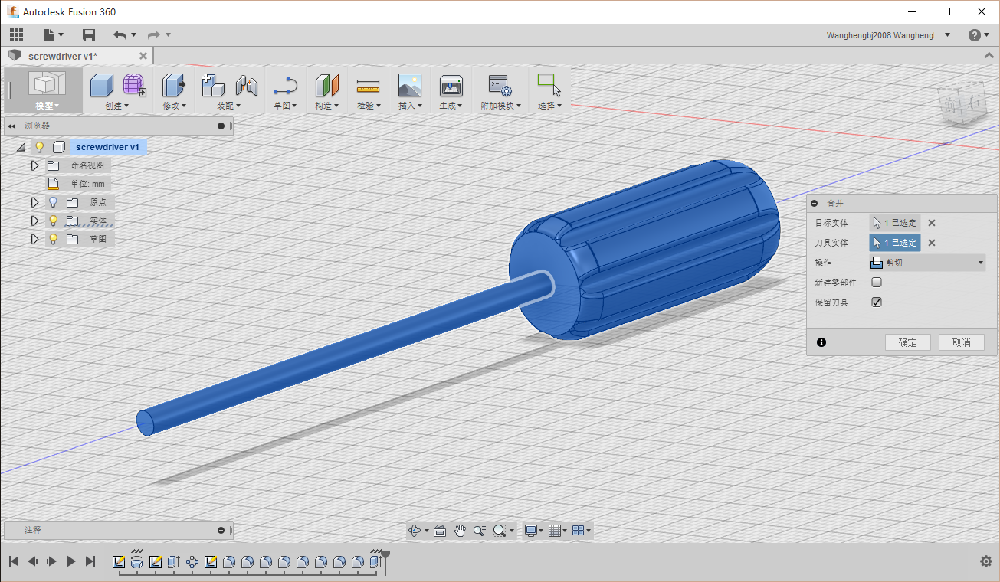 Autodesk Fusion 360
Wanghengbj2008 Wanghengl...
screwdriver v1*
模型 创建 修改 装配 草图 构造 检验 插入 生成 附加模块 选择
前 右
浏览器
screwdriver v1
命名视图
单位: mm
原点
实体
草图
合并
目标实体 1 已选定
刀具实体 1 已选定
操作 剪切
新建零部件
保留刀具
确定 取消
注释